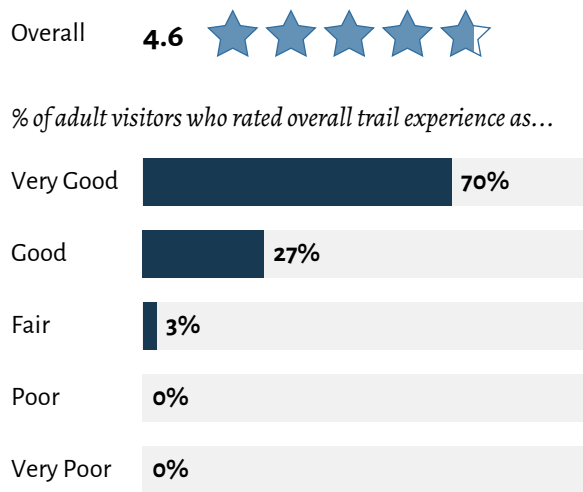 Overall 4.6
% of adult visitors who rated overall trail experience as...
Very Good 70%
Good 27%
Fair 3%
Poor 0%
Very Poor 0%